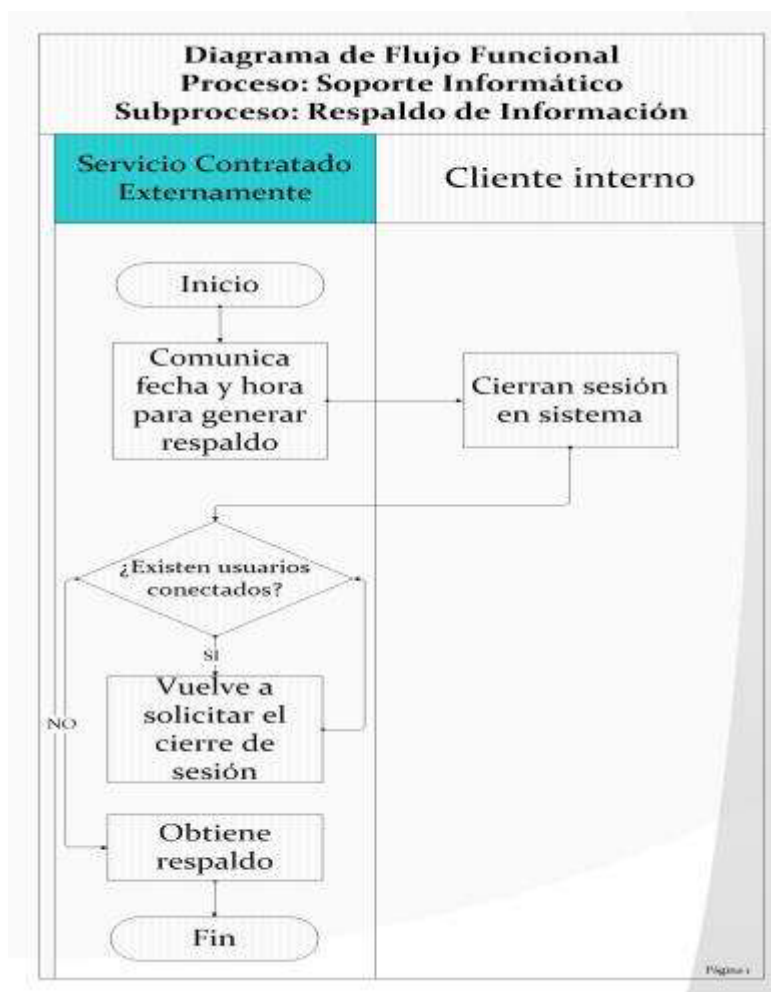 Diagrama de Flujo Funcional
Proceso: Soporte Informático
Subproceso: Respaldo de Información
Servicio Contratado
Externamente
Cliente interno
Inicio
Comunica
fecha y hora
para generar
respaldo
Cierran sesión
en sistema
¿Existen usuarios
conectados?
SI
Vuelve a
solicitar el
cierre de
sesión
NO
Obtiene
respaldo
Fin
Página 1